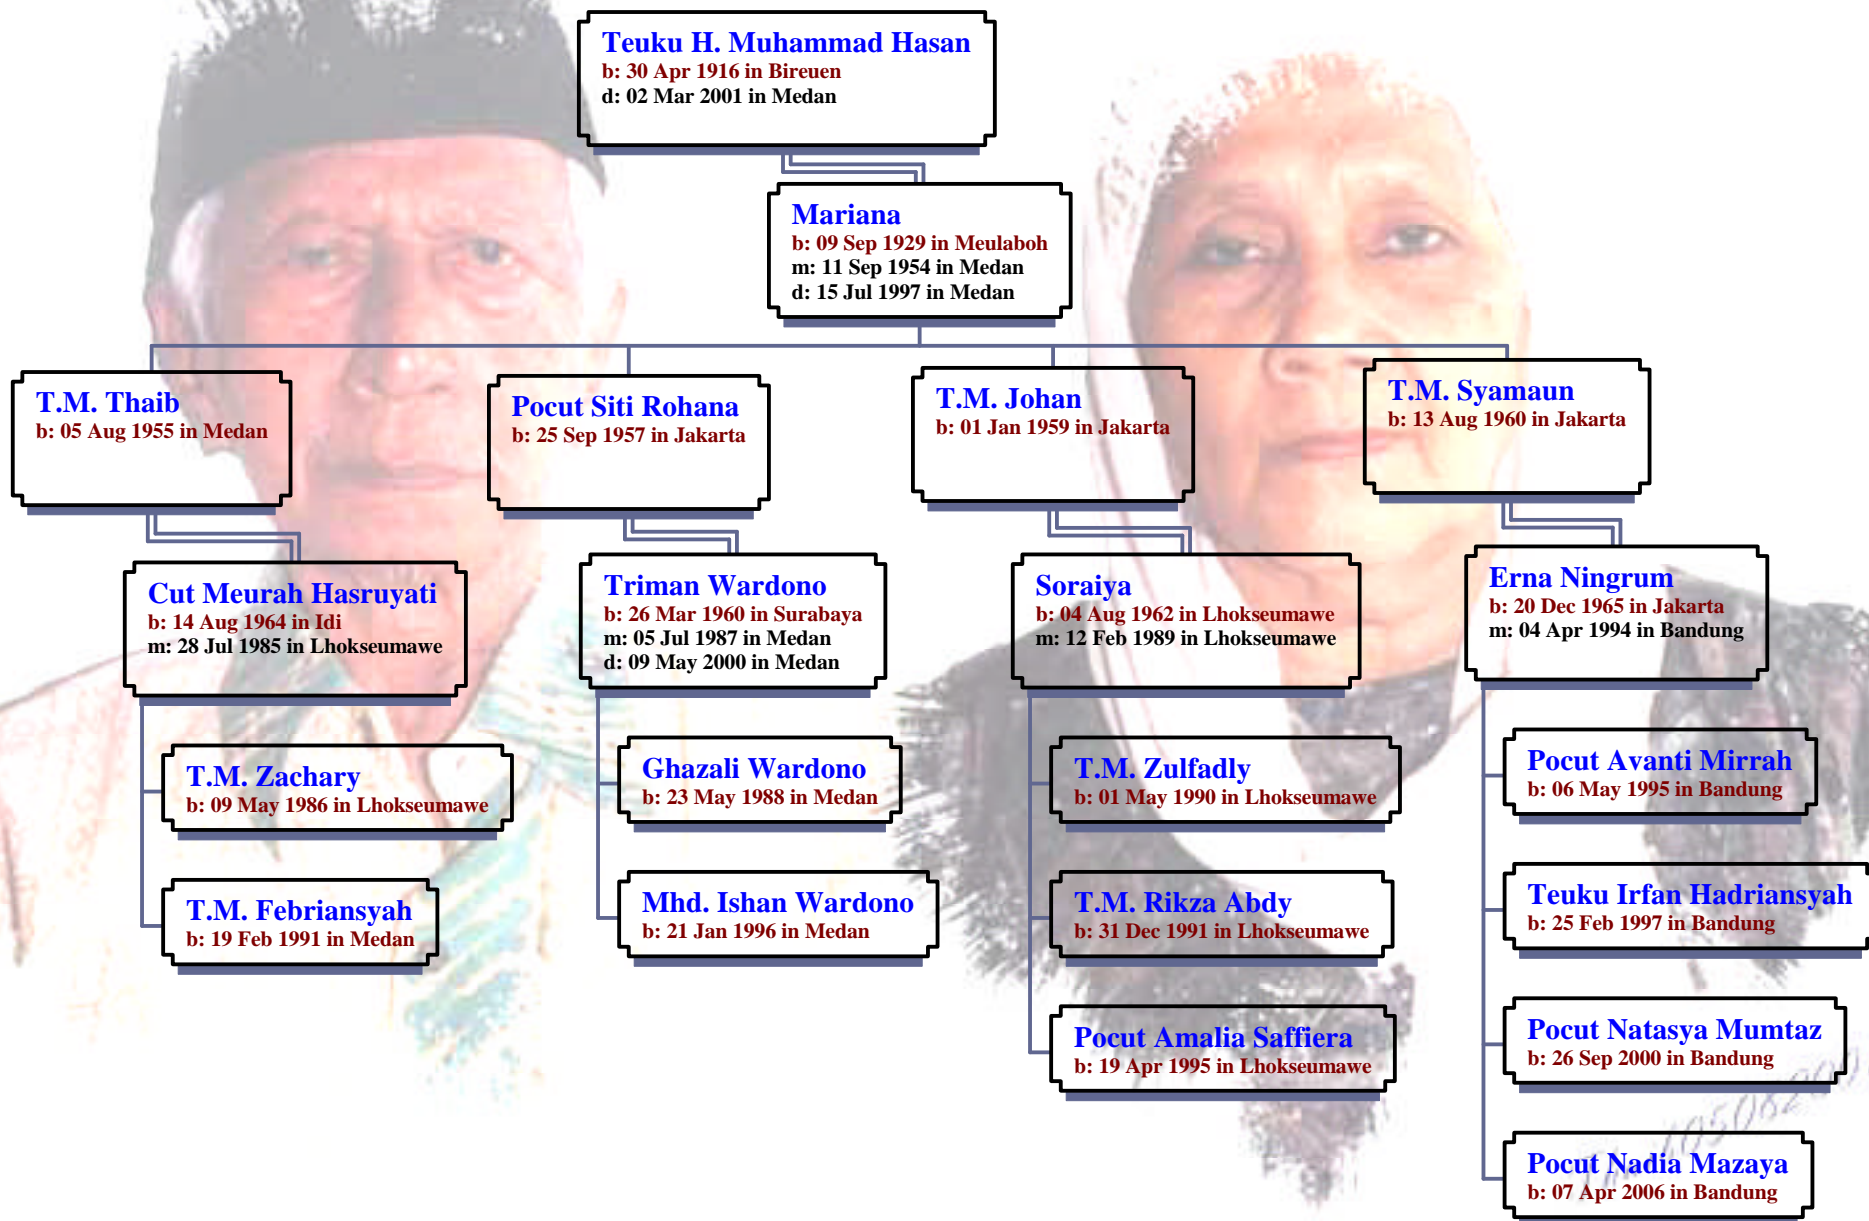 Teuku H. Muhammad Hasan
b: 30 Apr 1916 in Bireuen
d: 02 Mar 2001 in Medan
Mariana
b: 09 Sep 1929 in Meulaboh
m: 11 Sep 1954 in Medan
d: 15 Jul 1997 in Medan
T.M. Thaib
b: 05 Aug 1955 in Medan
Pocut Siti Rohana
b: 25 Sep 1957 in Jakarta
T.M. Johan
b: 01 Jan 1959 in Jakarta
T.M. Syamaun
b: 13 Aug 1960 in Jakarta
Cut Meurah Hasruyati
b: 14 Aug 1964 in Idi
m: 28 Jul 1985 in Lhokseumawe
Triman Wardono
b: 26 Mar 1960 in Surabaya
m: 05 Jul 1987 in Medan
d: 09 May 2000 in Medan
Soraiya
b: 04 Aug 1962 in Lhokseumawe
m: 12 Feb 1989 in Lhokseumawe
Erna Ningrum
b: 20 Dec 1965 in Jakarta
m: 04 Apr 1994 in Bandung
T.M. Zachary
b: 09 May 1986 in Lhokseumawe
T.M. Febriansyah
b: 19 Feb 1991 in Medan
Ghazali Wardono
b: 23 May 1988 in Medan
Mhd. Ishan Wardono
b: 21 Jan 1996 in Medan
T.M. Zulfadly
b: 01 May 1990 in Lhokseumawe
T.M. Rikza Abdy
b: 31 Dec 1991 in Lhokseumawe
Pocut Amalia Saffiera
b: 19 Apr 1995 in Lhokseumawe
Pocut Avanti Mirrah
b: 06 May 1995 in Bandung
Teuku Irfan Hadriansyah
b: 25 Feb 1997 in Bandung
Pocut Natasya Mumtaz
b: 26 Sep 2000 in Bandung
Pocut Nadia Mazaya
b: 07 Apr 2006 in Bandung